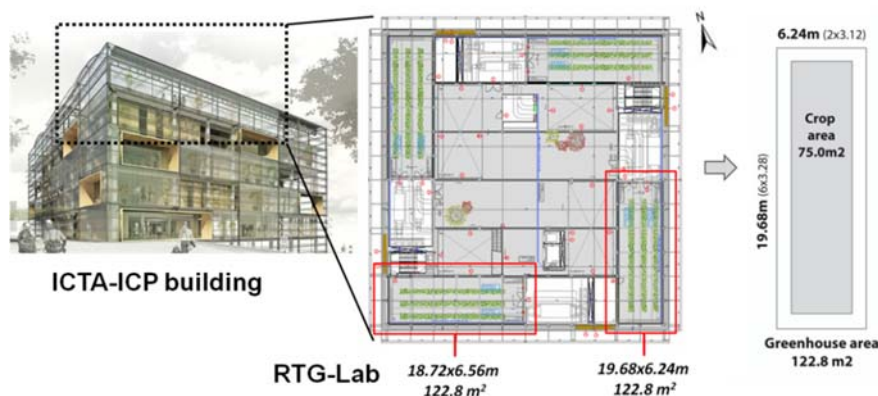 ICTA-ICP building
RTG-Lab
N
18.72x6.56m
122.8 m²
19.68x6.24m
122.8 m²
6.24m (2x3.12)
19.68m (6x3.28)
Crop
area
75.0m2
Greenhouse area
122.8 m2